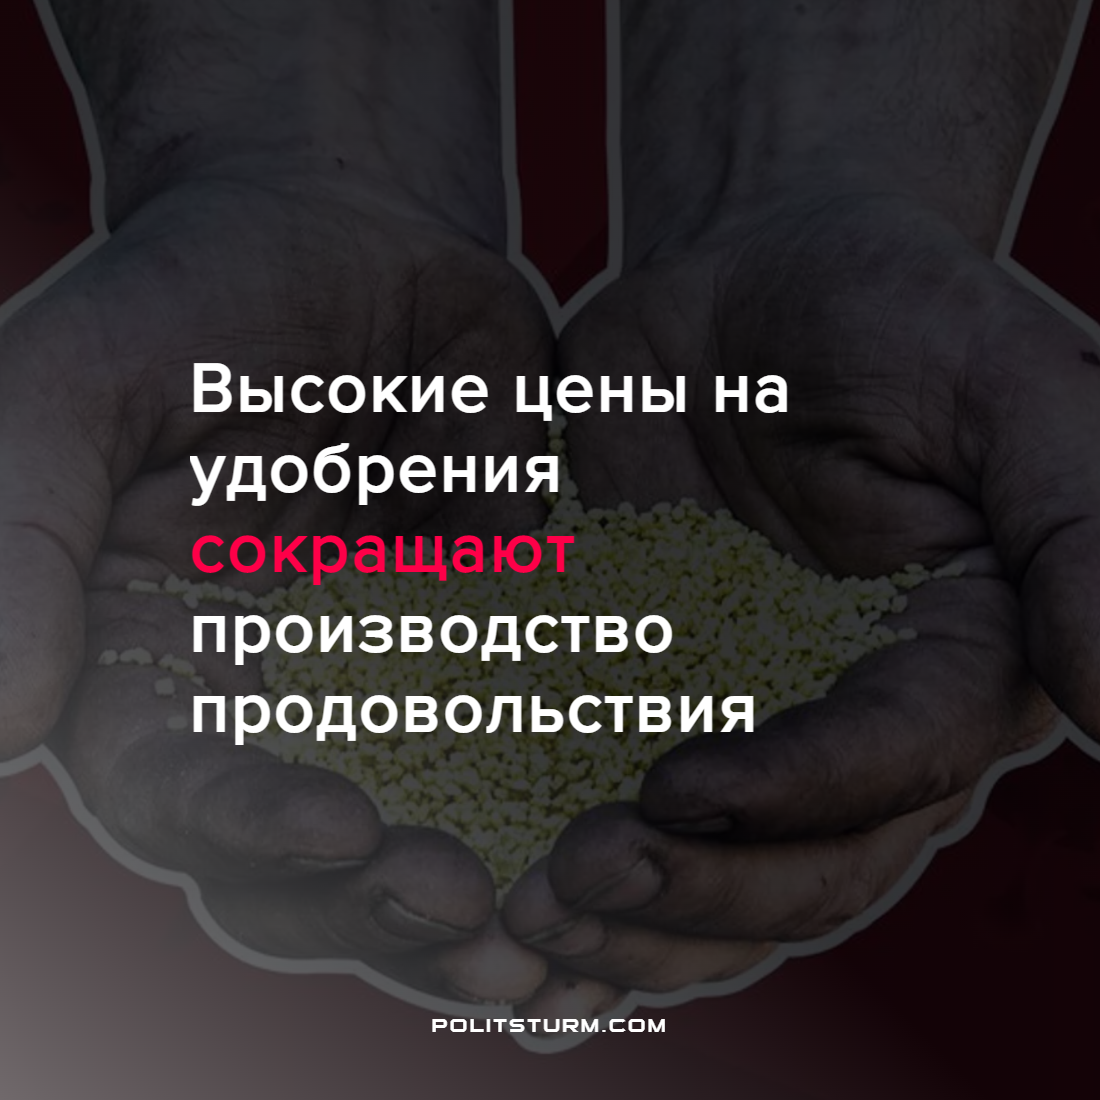 Высокие цены на
удобрения
сокращают
производство
продовольствия
POLITSTURM.COM